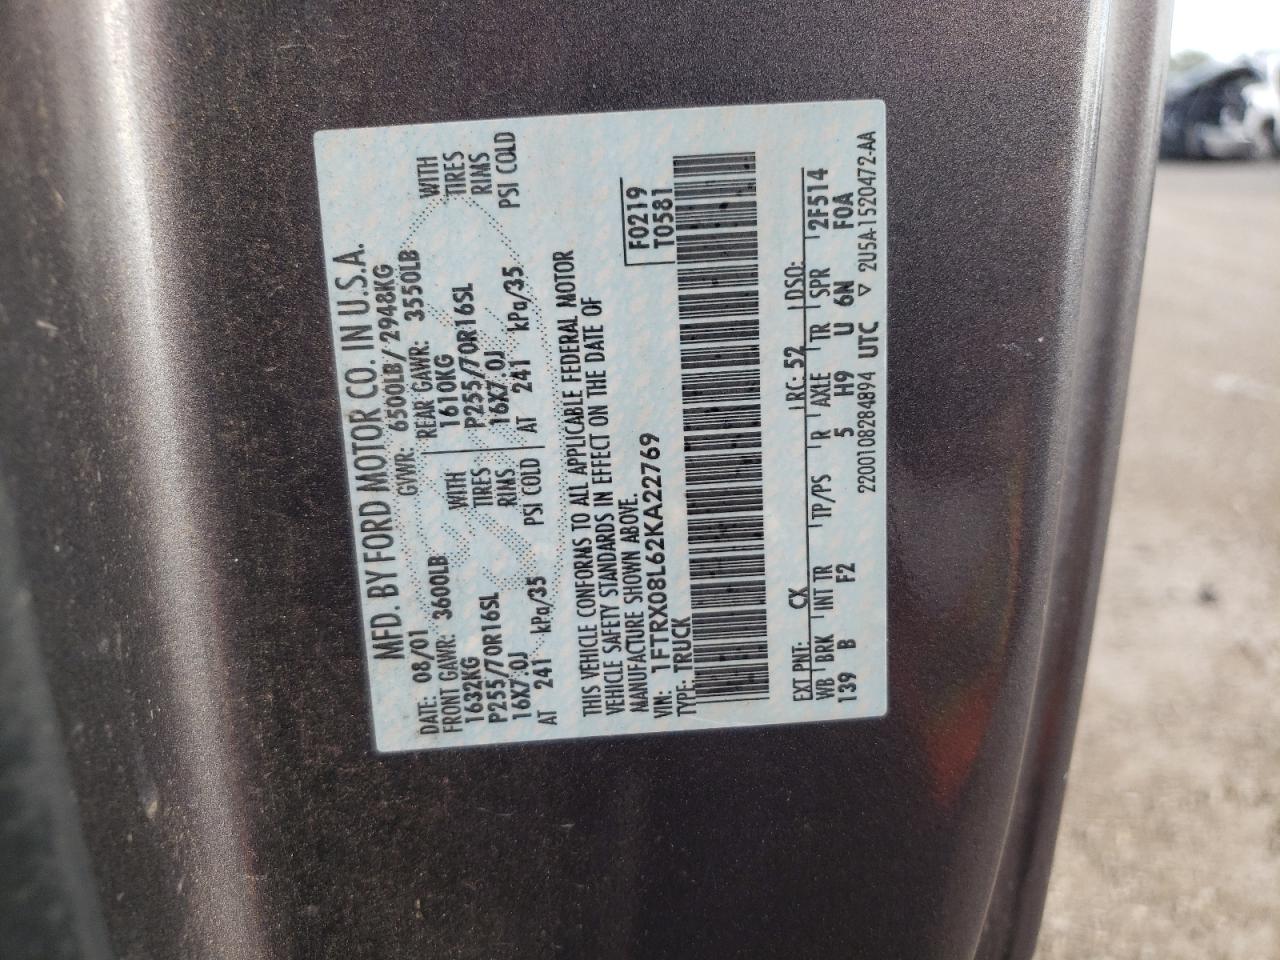 MFD. BY FORD MOTOR CO. IN U.S.A.
DATE: 08/01 GVWR: 6500LB/2948KG
FRONT GAWR: 3600LB REAR GAWR: 3550LB
1632KG WITH 1610KG WITH
P255/70R16SL TIRES P255/70R16SL TIRES
16X7.0J RIMS 16X7.0J RIMS
AT 241 kPa/35 PSI COLD AT 241 kPa/35 PSI COLD
THIS VEHICLE CONFORMS TO ALL APPLICABLE FEDERAL MOTOR
VEHICLE SAFETY STANDARDS IN EFFECT ON THE DATE OF
MANUFACTURE SHOWN ABOVE.
VIN: 1FTRX08L62KA22769 F0219
TYPE: TRUCK T0581
EXT PNT: CX RC: 52 DSO:
WB BRK INT TR TP/PS R AXLE TR SPR 2F514
139 B F2 5 H9 U 6N F0A
2200108284894 UTC ▽ 2U5A-1520472-AA